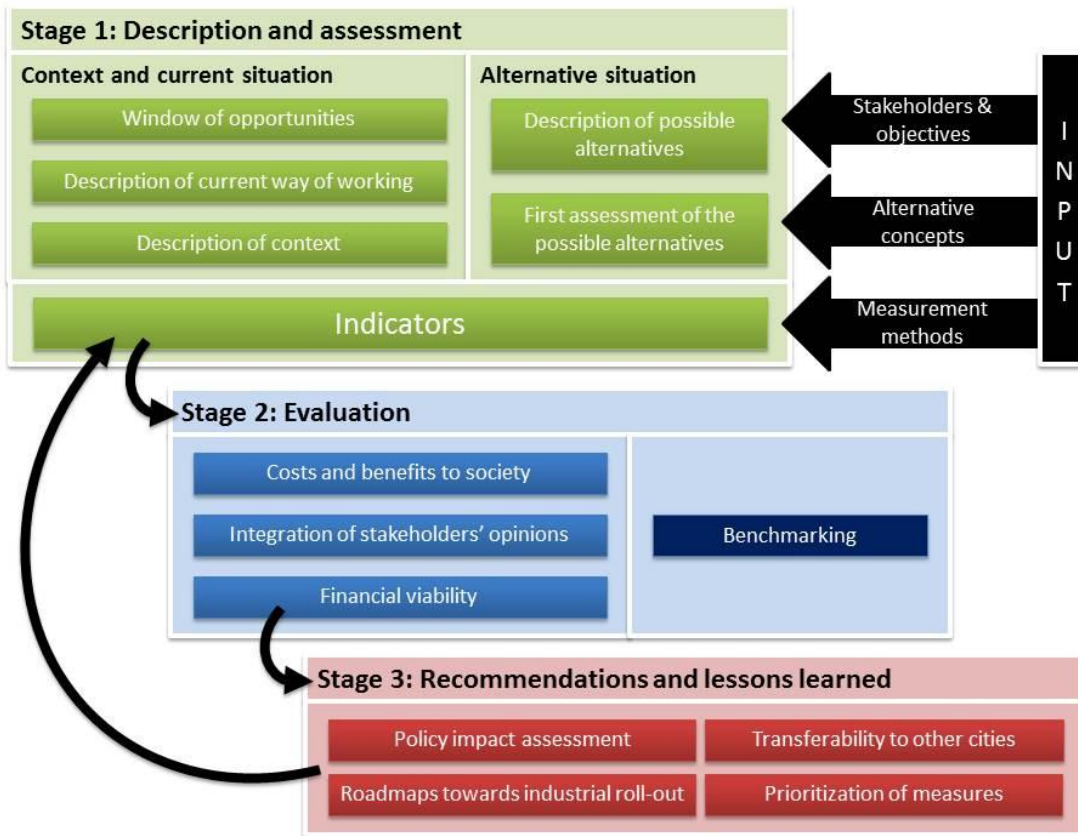 Stage 1: Description and assessment
Context and current situation
Window of opportunities
Description of current way of working
Description of context
Alternative situation
Description of possible
alternatives
First assessment of the
possible alternatives
Indicators
Stakeholders &
objectives
Alternative
concepts
Measurement
methods
I
N
P
U
T
Stage 2: Evaluation
Costs and benefits to society
Integration of stakeholders’ opinions
Financial viability
Benchmarking
Stage 3: Recommendations and lessons learned
Policy impact assessment
Transferability to other cities
Roadmaps towards industrial roll-out
Prioritization of measures